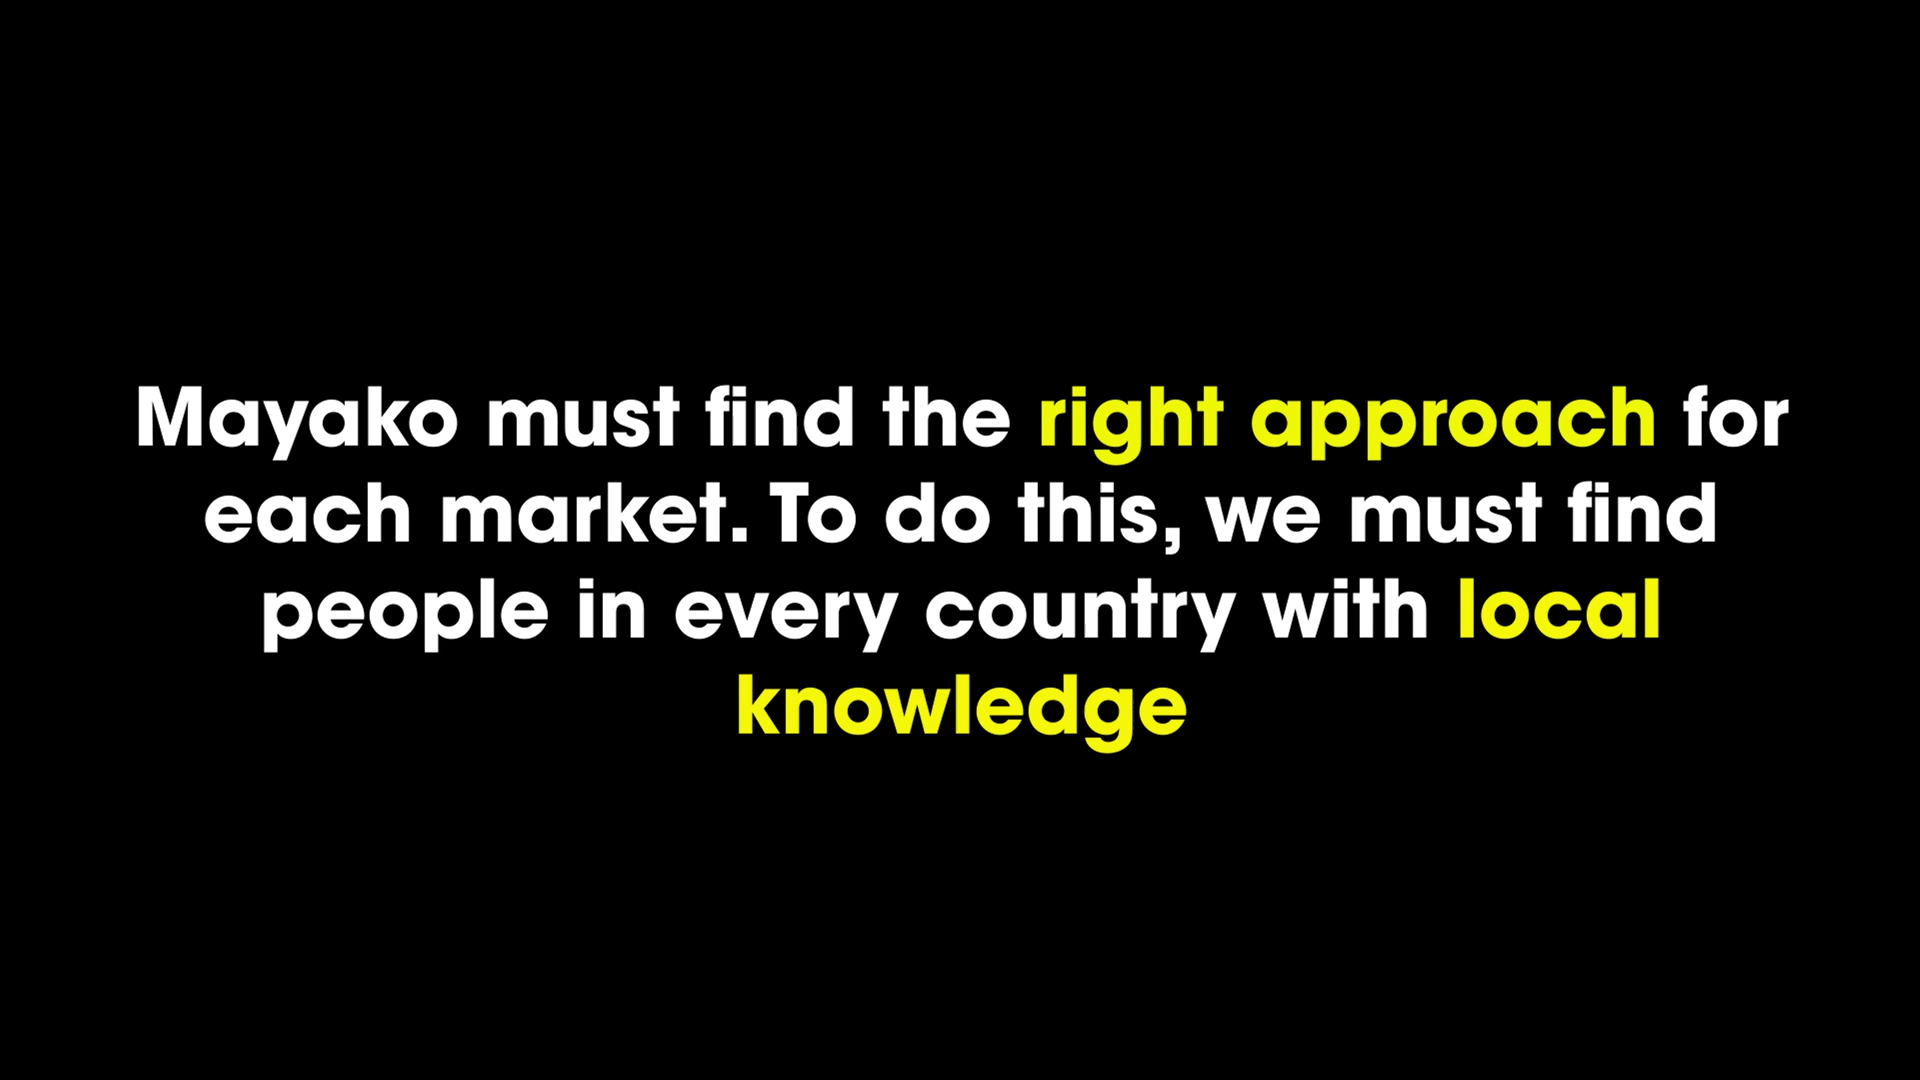 Mayako must find the right approach for
each market. To do this, we must find
people in every country with local
knowledge